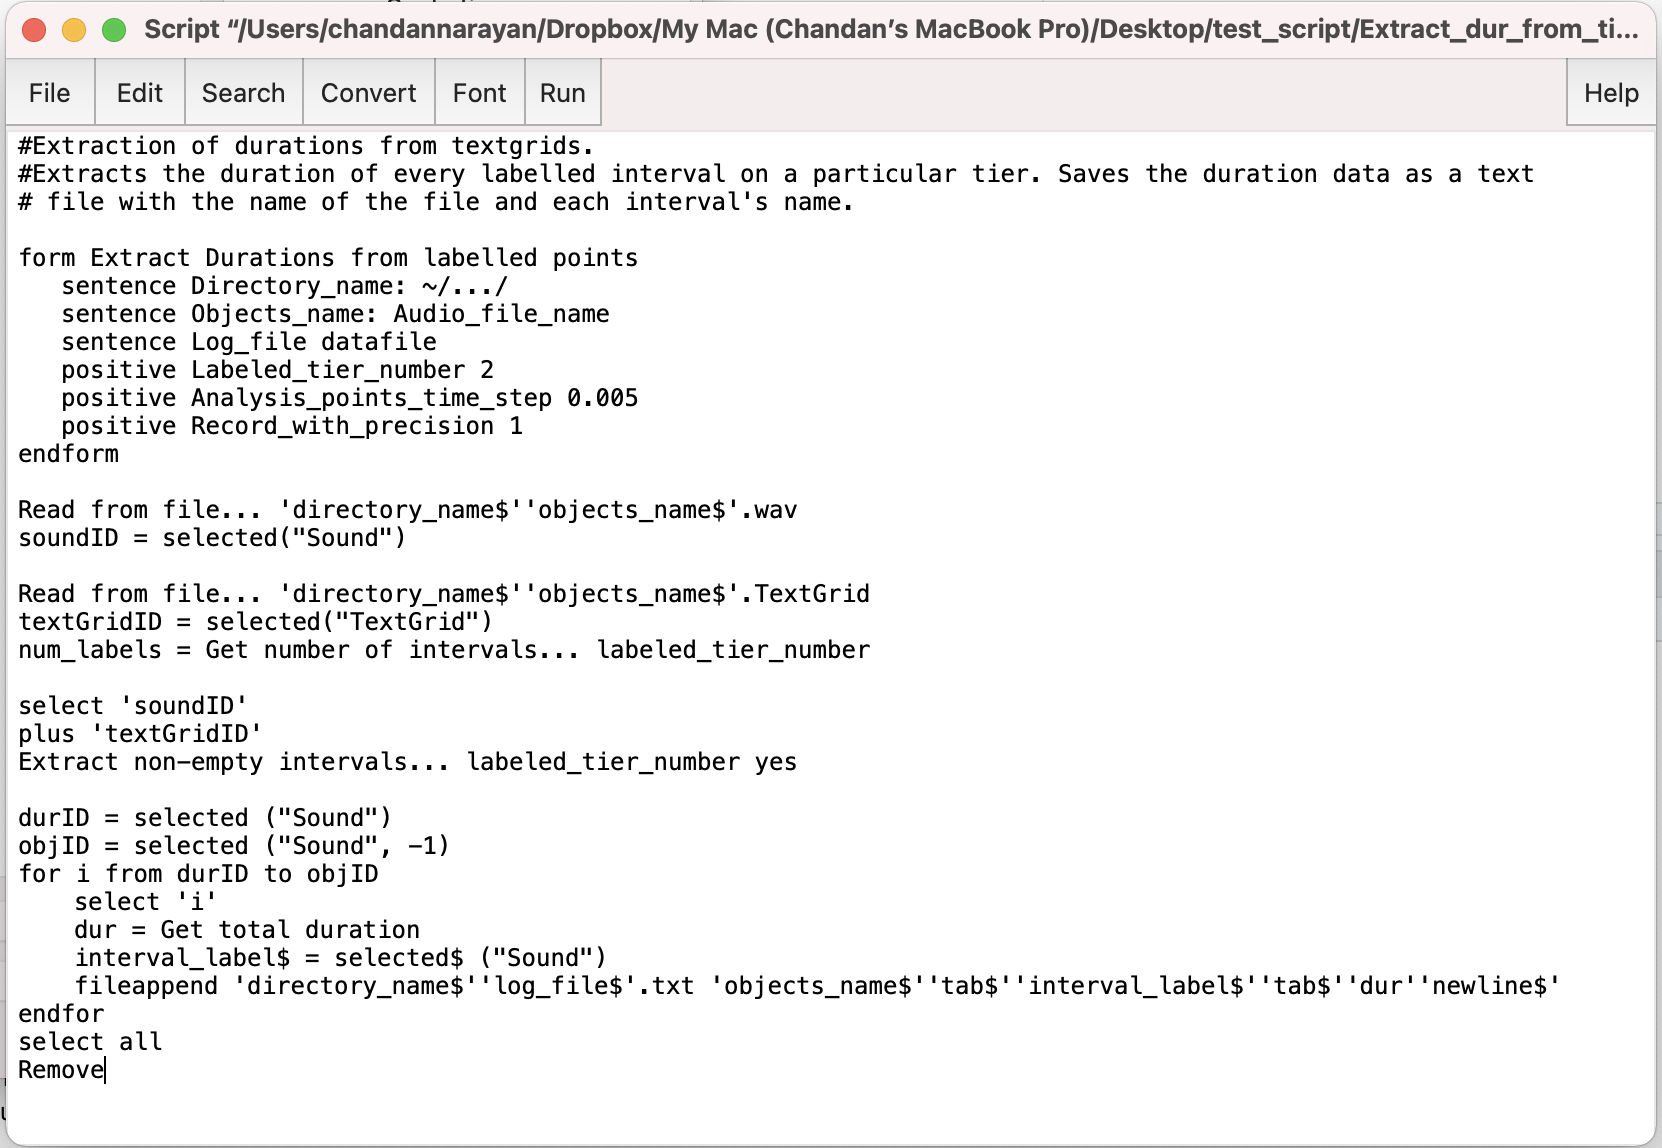 Script “/Users/chandannarayan/Dropbox/My Mac (Chandan’s MacBook Pro)/Desktop/test_script/Extract_dur_from_ti...
File Edit Search Convert Font Run Help
#Extraction of durations from textgrids.
#Extracts the duration of every labelled interval on a particular tier. Saves the duration data as a text
# file with the name of the file and each interval's name.

form Extract Durations from labelled points
   sentence Directory_name: ~/.../
   sentence Objects_name: Audio_file_name
   sentence Log_file datafile
   positive Labeled_tier_number 2
   positive Analysis_points_time_step 0.005
   positive Record_with_precision 1
endform

Read from file... 'directory_name$''objects_name$'.wav
soundID = selected("Sound")

Read from file... 'directory_name$''objects_name$'.TextGrid
textGridID = selected("TextGrid")
num_labels = Get number of intervals... labeled_tier_number

select 'soundID'
plus 'textGridID'
Extract non-empty intervals... labeled_tier_number yes

durID = selected ("Sound")
objID = selected ("Sound", -1)
for i from durID to objID
    select 'i'
    dur = Get total duration
    interval_label$ = selected$ ("Sound")
    fileappend 'directory_name$''log_file$'.txt 'objects_name$''tab$''interval_label$''tab$''dur''newline$'
endfor
select all
Remove